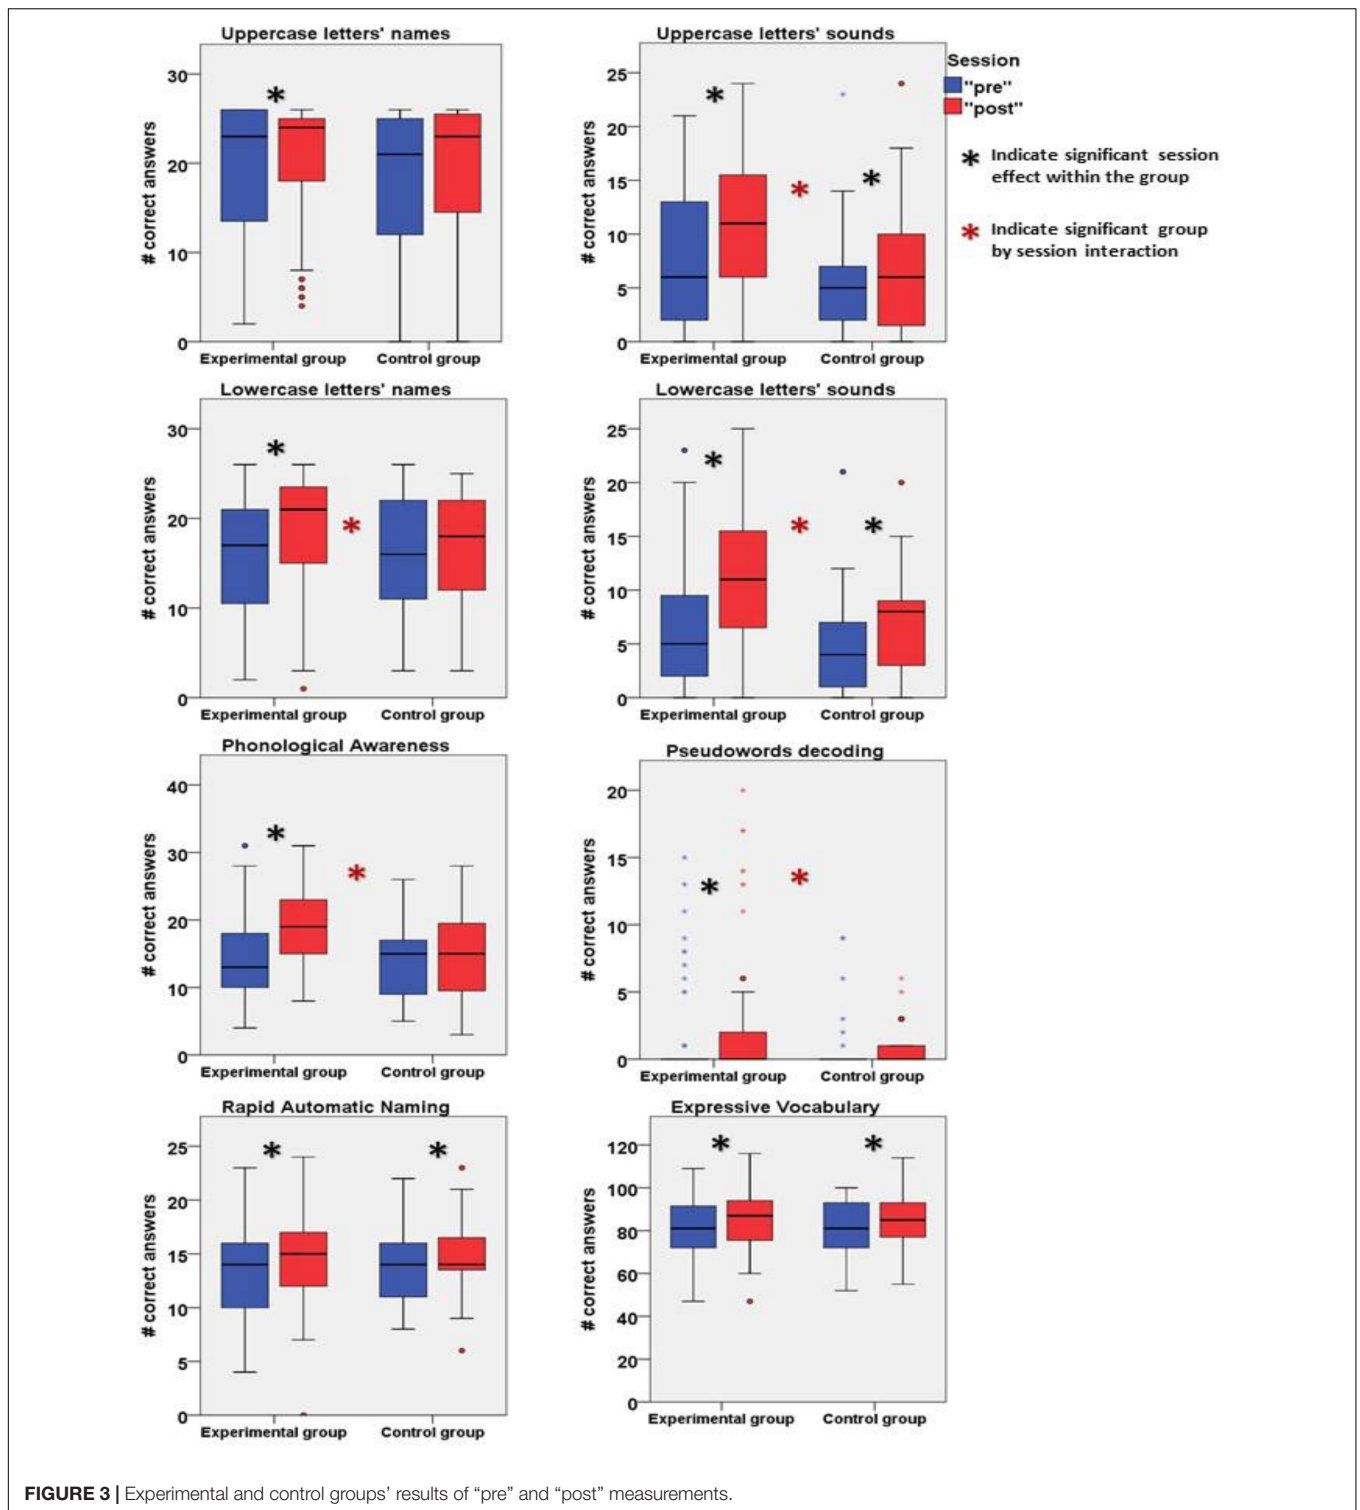 Uppercase letters' names
# correct answers
30
20
10
0
Experimental group Control group
Uppercase letters' sounds
# correct answers
25
20
15
10
5
0
Experimental group Control group
Session
"pre"
"post"
* Indicate significant session
effect within the group
* Indicate significant group
by session interaction
*
*
*
*
Lowercase letters' names
# correct answers
30
20
10
0
Experimental group Control group
*
*
Lowercase letters' sounds
# correct answers
25
20
15
10
5
0
Experimental group Control group
*
*
*
Phonological Awareness
# correct answers
40
30
20
10
0
Experimental group Control group
*
*
Pseudowords decoding
# correct answers
20
15
10
5
0
Experimental group Control group
*
*
Rapid Automatic Naming
# correct answers
25
20
15
10
5
0
Experimental group Control group
*
*
Expressive Vocabulary
# correct answers
120
100
80
60
40
20
0
Experimental group Control group
*
*
FIGURE 3 | Experimental and control groups' results of “pre” and “post” measurements.